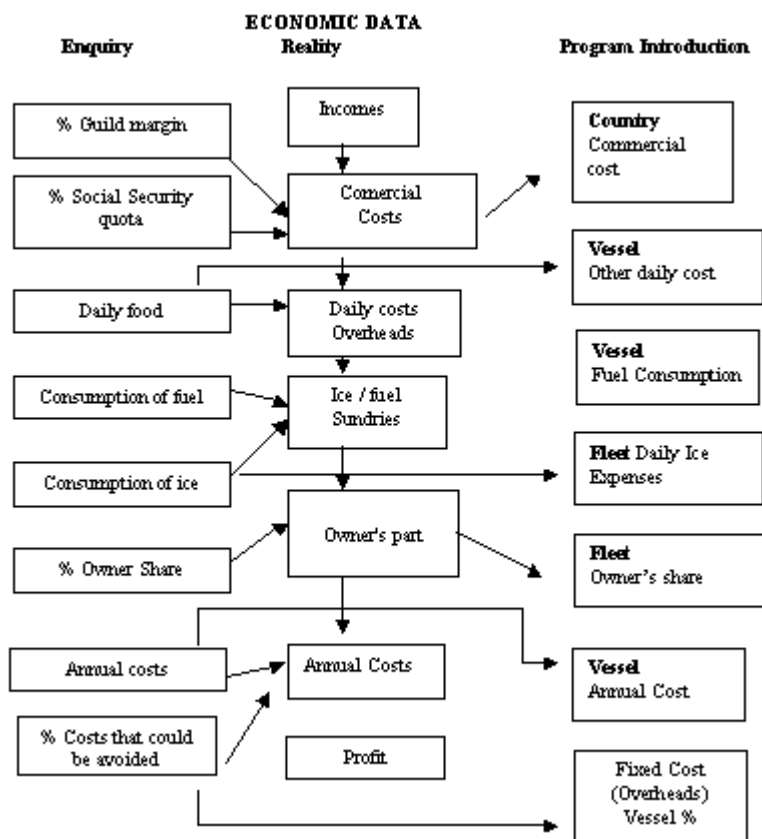 ECONOMIC DATA
Enquiry
Reality
Program Introduction
% Guild margin
Incomes
Country
Commercial
cost
% Social Security
quota
Comercial
Costs
Vessel
Other daily cost
Daily food
Daily costs
Overheads
Vessel
Fuel Consumption
Consumption of fuel
Ice / fuel
Sundries
Consumption of ice
Fleet Daily Ice
Expenses
Owner's part
% Owner Share
Fleet
Owner's share
Annual costs
Annual Costs
Vessel
Annual Cost
% Costs that could
be avoided
Profit
Fixed Cost
(Overheads)
Vessel %